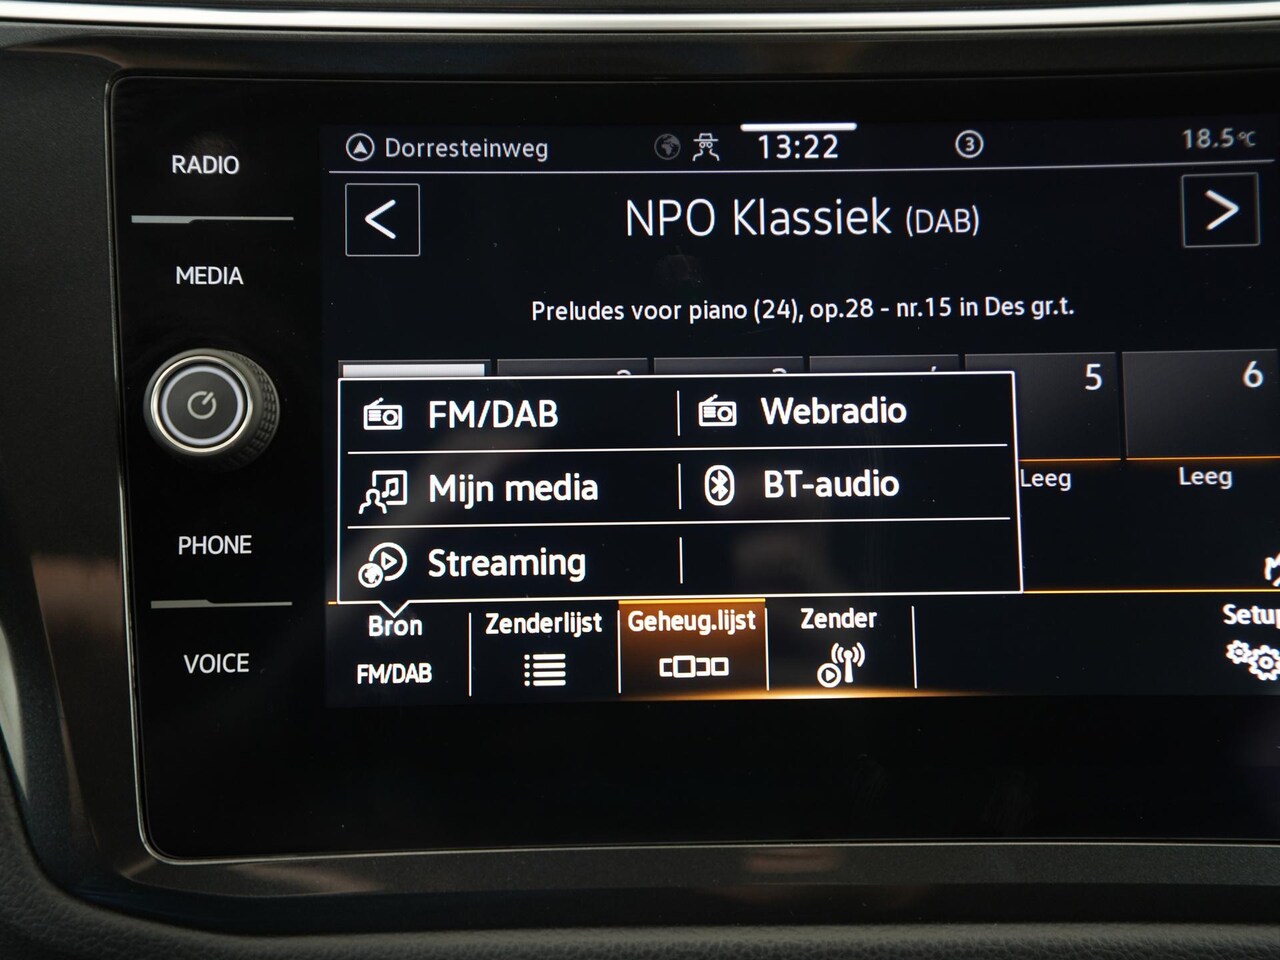 RADIO
MEDIA
PHONE
VOICE
Dorresteinweg
13:22
3
18.5°C
<
NPO Klassiek (DAB)
>
Preludes voor piano (24), op.28 - nr.15 in Des gr.t.
5
6
Leeg
Leeg
FM/DAB
Webradio
Mijn media
BT-audio
Streaming
Bron
FM/DAB
Zenderlijst
Geheug.lijst
Zender
Setup